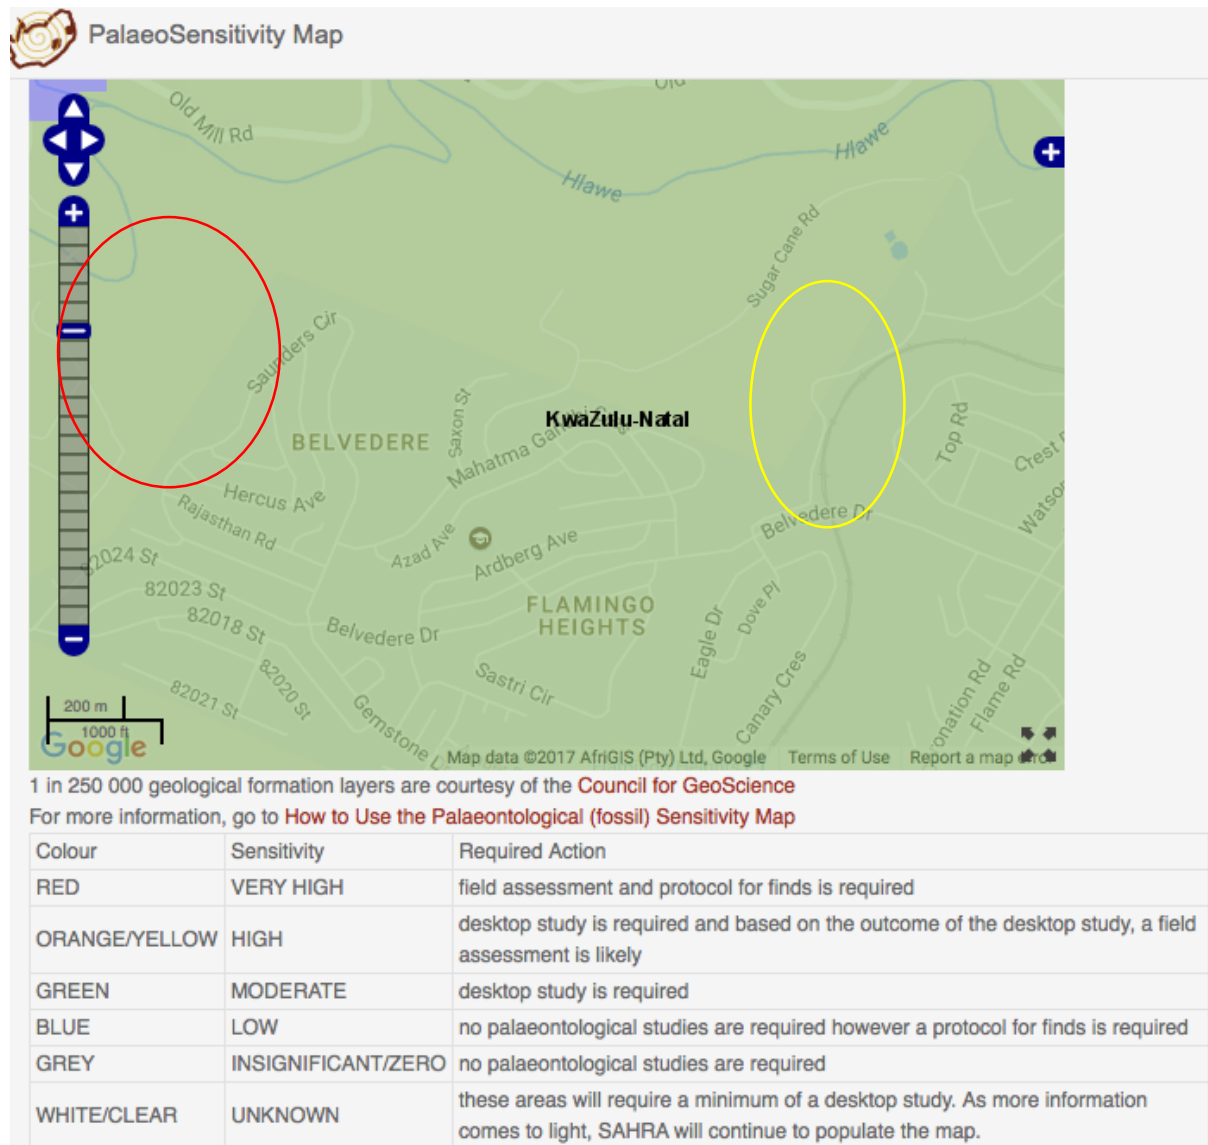 PalaeoSensitivity Map
Old Mill Rd
Hlawe
Hlawe
Sugar Cane Rd
Saunders Cir
Saxon St
KwaZulu-Natal
BELVEDERE
Mahatma Gandhi
Top Rd
Crest
Hercus Ave
Rajasthan Rd
Belvedere Dr
Azad Ave
Ardberg Ave
82024 St
82023 St
82018 St
FLAMINGO
HEIGHTS
Dove Pl
Eagle Dr
Belvedere Dr
82020 St
82021 St
Sastri Cir
Canary Cres
Coronation Rd
Flame Rd
Gemstone
200 m
1000 ft
Google
Map data ©2017 AfriGIS (Pty) Ltd, Google Terms of Use Report a map error
1 in 250 000 geological formation layers are courtesy of the Council for GeoScience
For more information, go to How to Use the Palaeontological (fossil) Sensitivity Map
Colour Sensitivity Required Action
RED VERY HIGH field assessment and protocol for finds is required
ORANGE/YELLOW HIGH desktop study is required and based on the outcome of the desktop study, a field
assessment is likely
GREEN MODERATE desktop study is required
BLUE LOW no palaeontological studies are required however a protocol for finds is required
GREY INSIGNIFICANT/ZERO no palaeontological studies are required
WHITE/CLEAR UNKNOWN these areas will require a minimum of a desktop study. As more information
comes to light, SAHRA will continue to populate the map.